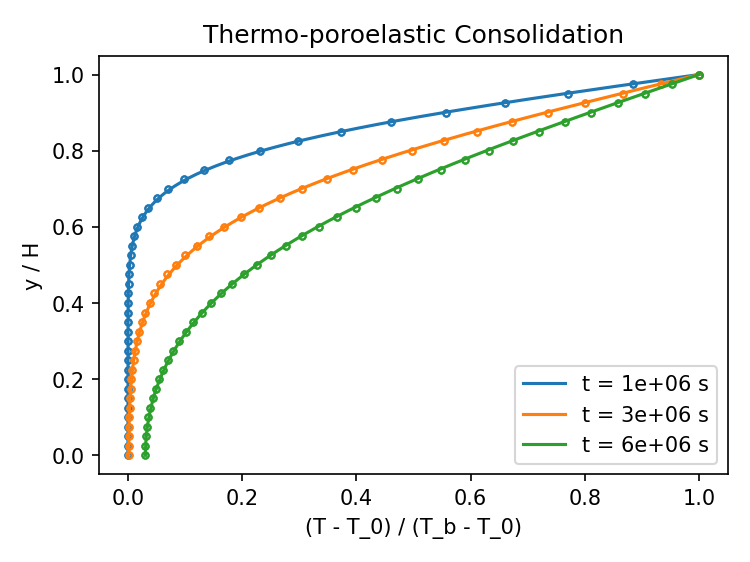 Thermo-poroelastic Consolidation
y / H
1.0
0.8
0.6
0.4
0.2
0.0
t = 1e+06 s
t = 3e+06 s
t = 6e+06 s
0.0 0.2 0.4 0.6 0.8 1.0
(T - T_0) / (T_b - T_0)